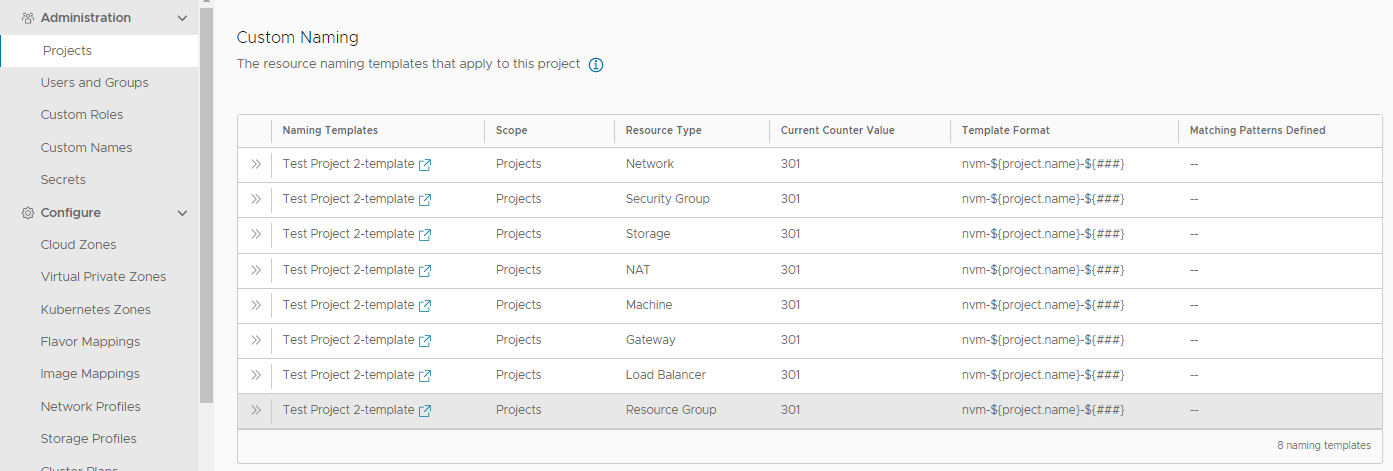 Administration
Projects
Users and Groups
Custom Roles
Custom Names
Secrets
Configure
Cloud Zones
Virtual Private Zones
Kubernetes Zones
Flavor Mappings
Image Mappings
Network Profiles
Storage Profiles
Cluster Plans
Custom Naming
The resource naming templates that apply to this project
Naming Templates Scope Resource Type Current Counter Value Template Format Matching Patterns Defined
Test Project 2-template Projects Network 301 nvm-${project.name}-${###} --
Test Project 2-template Projects Security Group 301 nvm-${project.name}-${###} --
Test Project 2-template Projects Storage 301 nvm-${project.name}-${###} --
Test Project 2-template Projects NAT 301 nvm-${project.name}-${###} --
Test Project 2-template Projects Machine 301 nvm-${project.name}-${###} --
Test Project 2-template Projects Gateway 301 nvm-${project.name}-${###} --
Test Project 2-template Projects Load Balancer 301 nvm-${project.name}-${###} --
Test Project 2-template Projects Resource Group 301 nvm-${project.name}-${###} --
8 naming templates